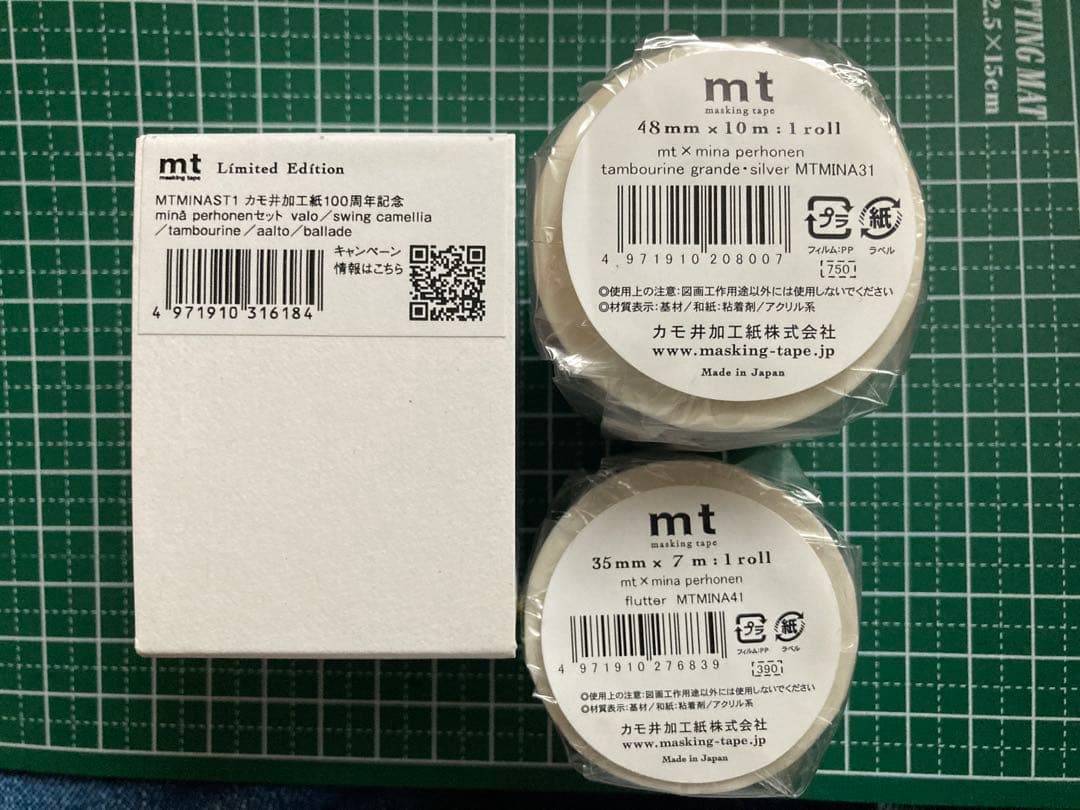 mt Limited Edition
masking tape
MTMINAST1 カモ井加工紙100周年記念
minä perhonenセット valo／swing camellia
／tambourine／aalto／ballade
キャンペーン
情報はこちら
4 971910 316184
mt
masking tape
48mm × 10m : 1 roll
mt×mina perhonen
tambourine grande・silver MTMINA31
4 971910 208007
プラ
フィルム:PP
紙
ラベル
750
◎使用上の注意:図画工作用途以外には使用しないでください
◎材質表示:基材/和紙:粘着剤/アクリル系
カモ井加工紙株式会社
www.masking-tape.jp
Made in Japan
mt
masking tape
35mm × 7m : 1 roll
mt×mina perhonen
flutter MTMINA41
4 971910 276839
プラ
フィルム:PP
紙
ラベル
390
◎使用上の注意:図画工作用途以外には使用しないでください
◎材質表示:基材/和紙:粘着剤/アクリル系
カモ井加工紙株式会社
www.masking-tape.jp
Made in Japan
TTING MAT
2.5×15cm